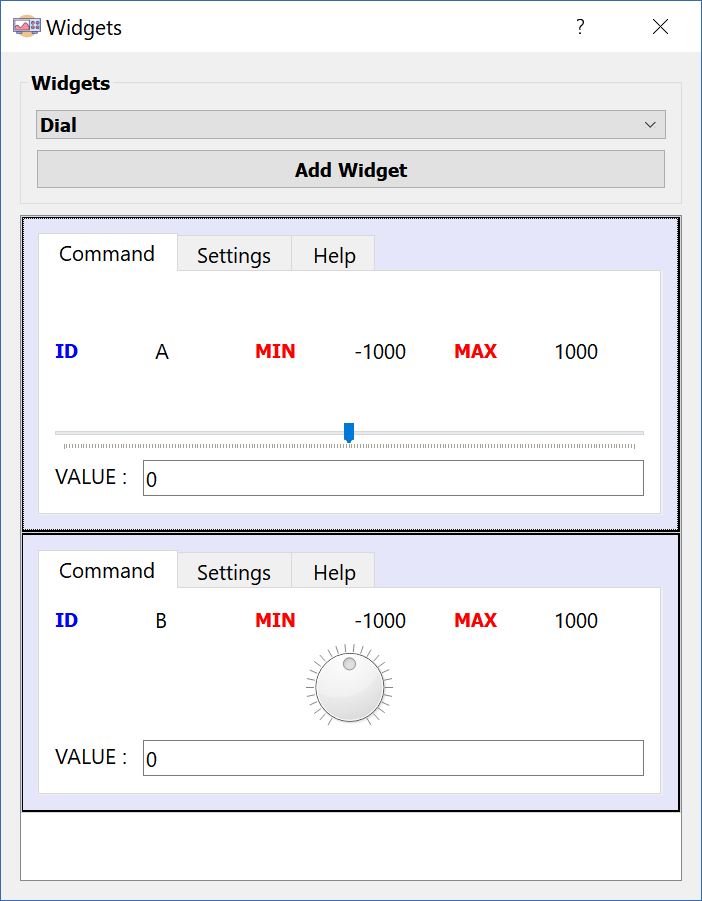 Widgets
?
Widgets
Dial
Add Widget
Command Settings Help
ID A MIN -1000 MAX 1000
VALUE : 0
Command Settings Help
ID B MIN -1000 MAX 1000
VALUE : 0